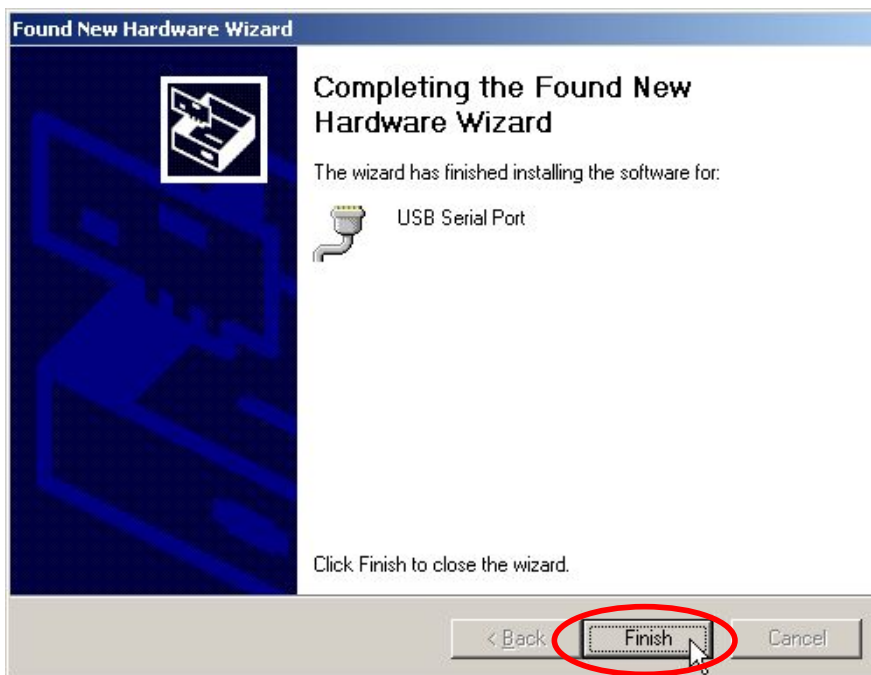 Found New Hardware Wizard
Completing the Found New
Hardware Wizard
The wizard has finished installing the software for:
USB Serial Port
Click Finish to close the wizard.
< Back
Finish
Cancel